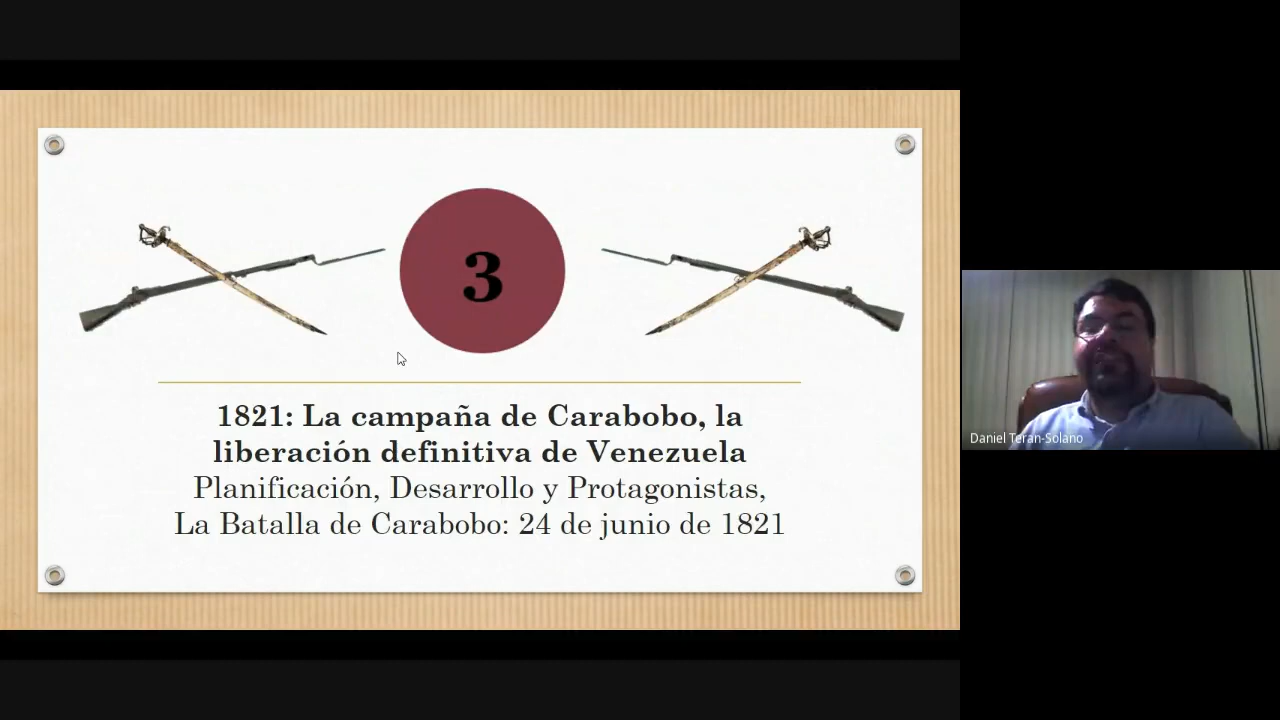 3
1821: La campaña de Carabobo, la
liberación definitiva de Venezuela
Planificación, Desarrollo y Protagonistas,
La Batalla de Carabobo: 24 de junio de 1821
Daniel Teran-Solano